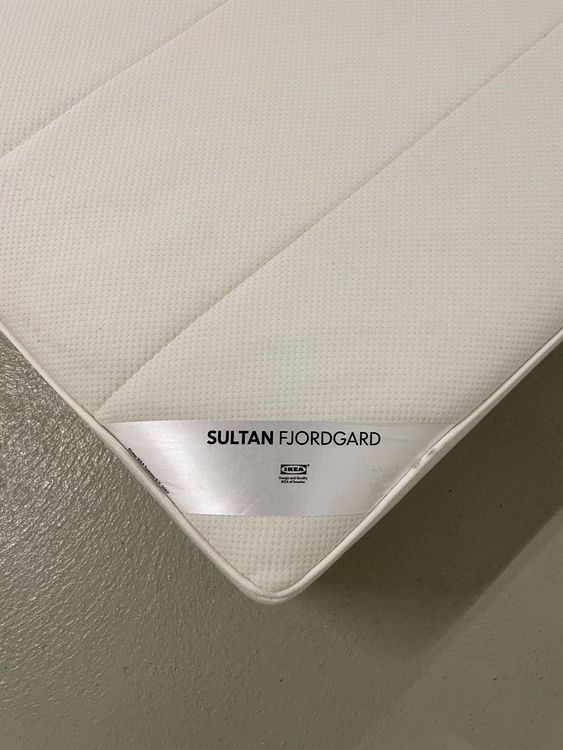 SULTAN FJORDGARD
IKEA
Design and Quality
IKEA of Sweden